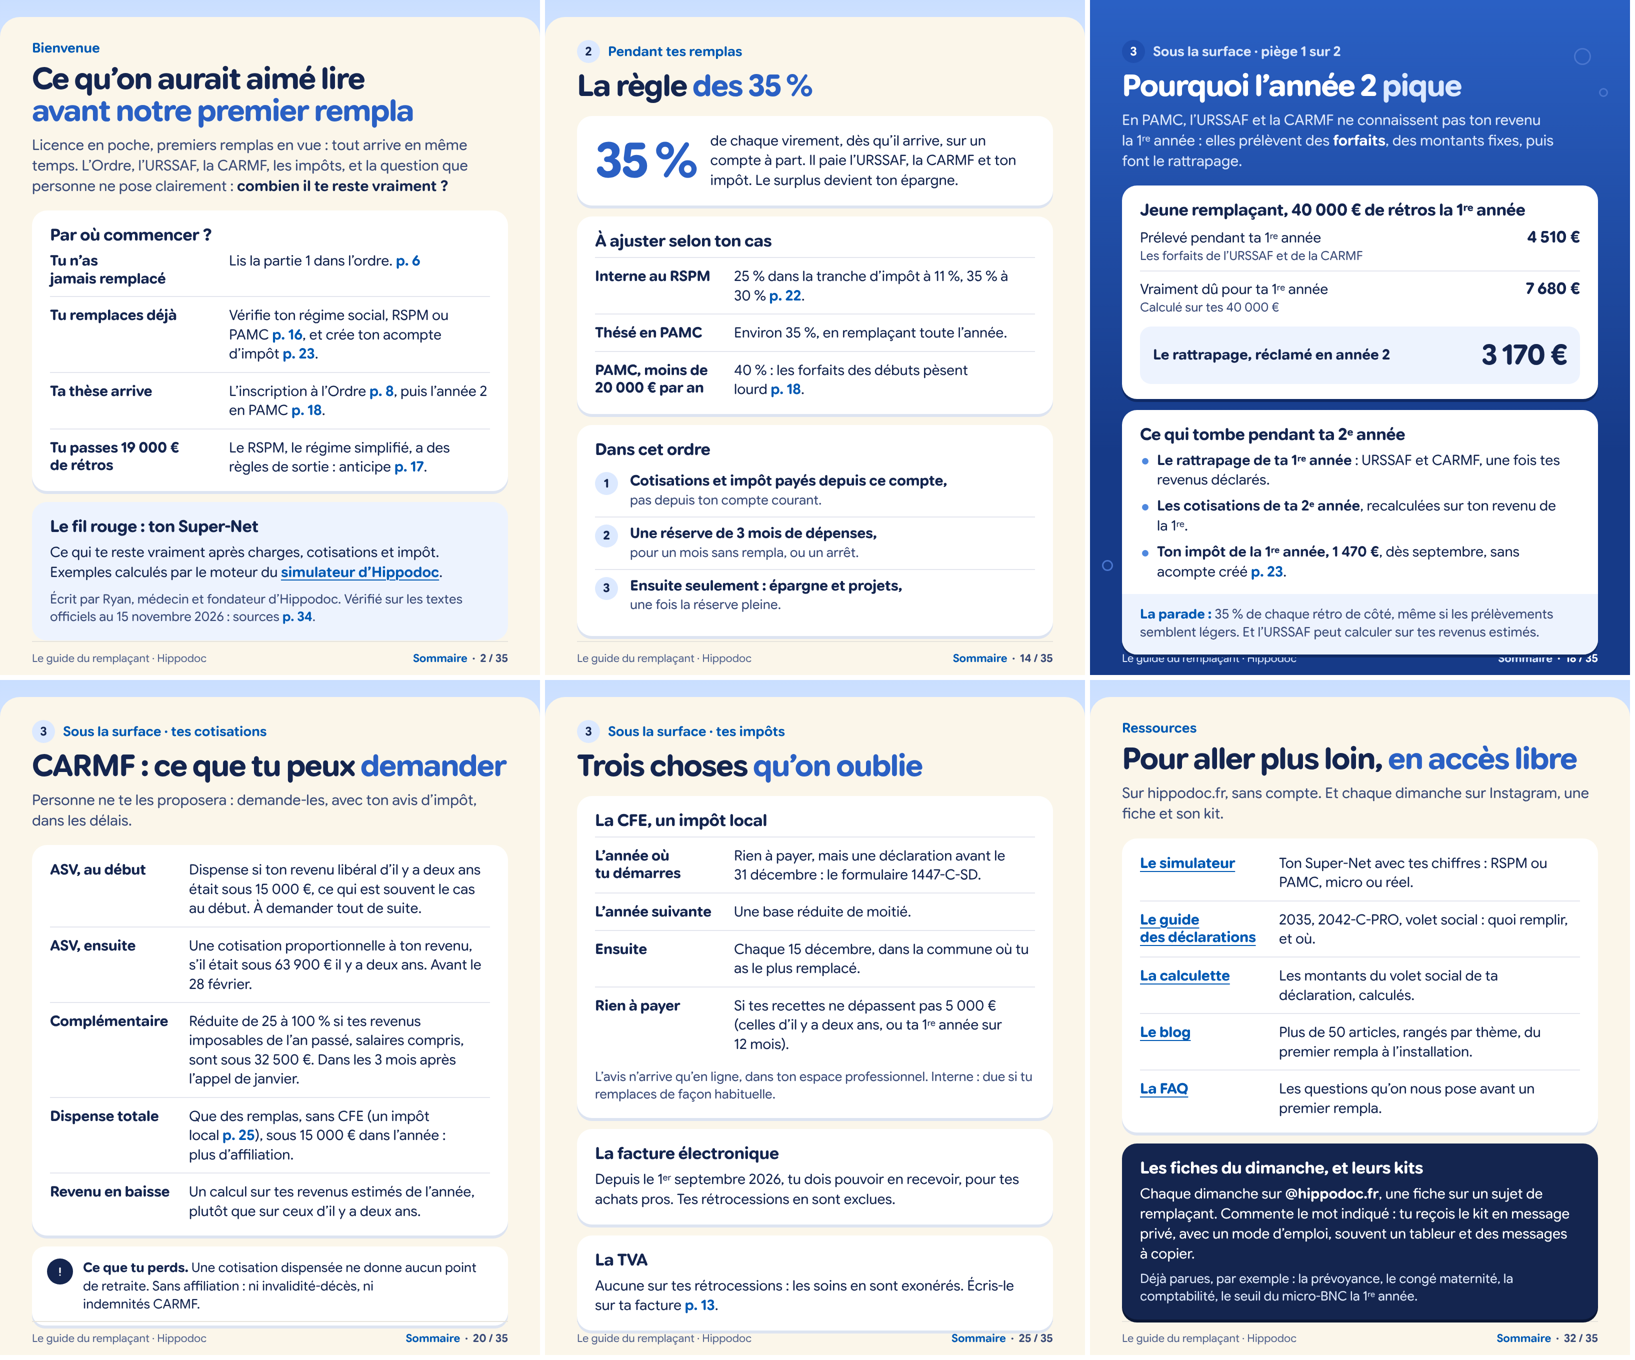 Bienvenue
Ce qu’on aurait aimé lire
avant notre premier rempla
Licence en poche, premiers remplas en vue : tout arrive en même
temps. L’Ordre, l’URSSAF, la CARMF, les impôts, et la question que
personne ne pose clairement : combien il te reste vraiment ?
Par où commencer ?
Tu n’as
jamais remplacé
Lis la partie 1 dans l’ordre. p. 6
Tu remplaces déjà
Vérifie ton régime social, RSPM ou
PAMC p. 16, et crée ton acompte
d’impôt p. 23.
Ta thèse arrive
L’inscription à l’Ordre p. 8, puis l’année 2
en PAMC p. 18.
Tu passes 19 000 €
de rétros
Le RSPM, le régime simplifié, a des
règles de sortie : anticipe p. 17.
Le fil rouge : ton Super-Net
Ce qui te reste vraiment après charges, cotisations et impôt.
Exemples calculés par le moteur du simulateur d’Hippodoc.
Écrit par Ryan, médecin et fondateur d’Hippodoc. Vérifié sur les textes
officiels au 15 novembre 2026 : sources p. 34.
Le guide du remplaçant · Hippodoc
Sommaire · 2 / 35
2 Pendant tes remplas
La règle des 35 %
35 %
de chaque virement, dès qu’il arrive, sur un
compte à part. Il paie l’URSSAF, la CARMF et ton
impôt. Le surplus devient ton épargne.
À ajuster selon ton cas
Interne au RSPM
25 % dans la tranche d’impôt à 11 %, 35 % à
30 % p. 22.
Thésé en PAMC
Environ 35 %, en remplaçant toute l’année.
PAMC, moins de
20 000 € par an
40 % : les forfaits des débuts pèsent
lourd p. 18.
Dans cet ordre
1 Cotisations et impôt payés depuis ce compte,
pas depuis ton compte courant.
2 Une réserve de 3 mois de dépenses,
pour un mois sans rempla, ou un arrêt.
3 Ensuite seulement : épargne et projets,
une fois la réserve pleine.
Le guide du remplaçant · Hippodoc
Sommaire · 14 / 35
3 Sous la surface · piège 1 sur 2
Pourquoi l’année 2 pique
En PAMC, l’URSSAF et la CARMF ne connaissent pas ton revenu
la 1re année : elles prélèvent des forfaits, des montants fixes, puis
font le rattrapage.
Jeune remplaçant, 40 000 € de rétros la 1re année
Prélevé pendant ta 1re année
4 510 €
Les forfaits de l’URSSAF et de la CARMF
Vraiment dû pour ta 1re année
7 680 €
Calculé sur tes 40 000 €
Le rattrapage, réclamé en année 2
3 170 €
Ce qui tombe pendant ta 2e année
Le rattrapage de ta 1re année : URSSAF et CARMF, une fois tes
revenus déclarés.
Les cotisations de ta 2e année, recalculées sur ton revenu de
la 1re.
Ton impôt de la 1re année, 1 470 €, dès septembre, sans
acompte créé p. 23.
La parade : 35 % de chaque rétro de côté, même si les prélèvements
semblent légers. Et l’URSSAF peut calculer sur tes revenus estimés.
Le guide du remplaçant · Hippodoc
Sommaire · 18 / 35
3 Sous la surface · tes cotisations
CARMF : ce que tu peux demander
Personne ne te les proposera : demande-les, avec ton avis d’impôt,
dans les délais.
ASV, au début
Dispense si ton revenu libéral d’il y a deux ans
était sous 15 000 €, ce qui est souvent le cas
au début. À demander tout de suite.
ASV, ensuite
Une cotisation proportionnelle à ton revenu,
s’il était sous 63 900 € il y a deux ans. Avant le
28 février.
Complémentaire
Réduite de 25 à 100 % si tes revenus
imposables de l’an passé, salaires compris,
sont sous 32 500 €. Dans les 3 mois après
l’appel de janvier.
Dispense totale
Que des remplas, sans CFE (un impôt
local p. 25), sous 15 000 € dans l’année :
plus d’affiliation.
Revenu en baisse
Un calcul sur tes revenus estimés de l’année,
plutôt que sur ceux d’il y a deux ans.
! Ce que tu perds. Une cotisation dispensée ne donne aucun point
de retraite. Sans affiliation : ni invalidité-décès, ni
indemnités CARMF.
Le guide du remplaçant · Hippodoc
Sommaire · 20 / 35
3 Sous la surface · tes impôts
Trois choses qu’on oublie
La CFE, un impôt local
L’année où
tu démarres
Rien à payer, mais une déclaration avant le
31 décembre : le formulaire 1447-C-SD.
L’année suivante
Une base réduite de moitié.
Ensuite
Chaque 15 décembre, dans la commune où tu
as le plus remplacé.
Rien à payer
Si tes recettes ne dépassent pas 5 000 €
(celles d’il y a deux ans, ou ta 1re année sur
12 mois).
L’avis n’arrive qu’en ligne, dans ton espace professionnel. Interne : due si tu
remplaces de façon habituelle.
La facture électronique
Depuis le 1er septembre 2026, tu dois pouvoir en recevoir, pour tes
achats pros. Tes rétrocessions en sont exclues.
La TVA
Aucune sur tes rétrocessions : les soins en sont exonérés. Écris-le
sur ta facture p. 13.
Le guide du remplaçant · Hippodoc
Sommaire · 25 / 35
Ressources
Pour aller plus loin, en accès libre
Sur hippodoc.fr, sans compte. Et chaque dimanche sur Instagram, une
fiche et son kit.
Le simulateur
Ton Super-Net avec tes chiffres : RSPM ou
PAMC, micro ou réel.
Le guide
des déclarations
2035, 2042-C-PRO, volet social : quoi remplir,
et où.
La calculette
Les montants du volet social de ta
déclaration, calculés.
Le blog
Plus de 50 articles, rangés par thème, du
premier rempla à l’installation.
La FAQ
Les questions qu’on nous pose avant un
premier rempla.
Les fiches du dimanche, et leurs kits
Chaque dimanche sur @hippodoc.fr, une fiche sur un sujet de
remplaçant. Commente le mot indiqué : tu reçois le kit en message
privé, avec un mode d’emploi, souvent un tableur et des messages
à copier.
Déjà parues, par exemple : la prévoyance, le congé maternité, la
comptabilité, le seuil du micro-BNC la 1re année.
Le guide du remplaçant · Hippodoc
Sommaire · 32 / 35